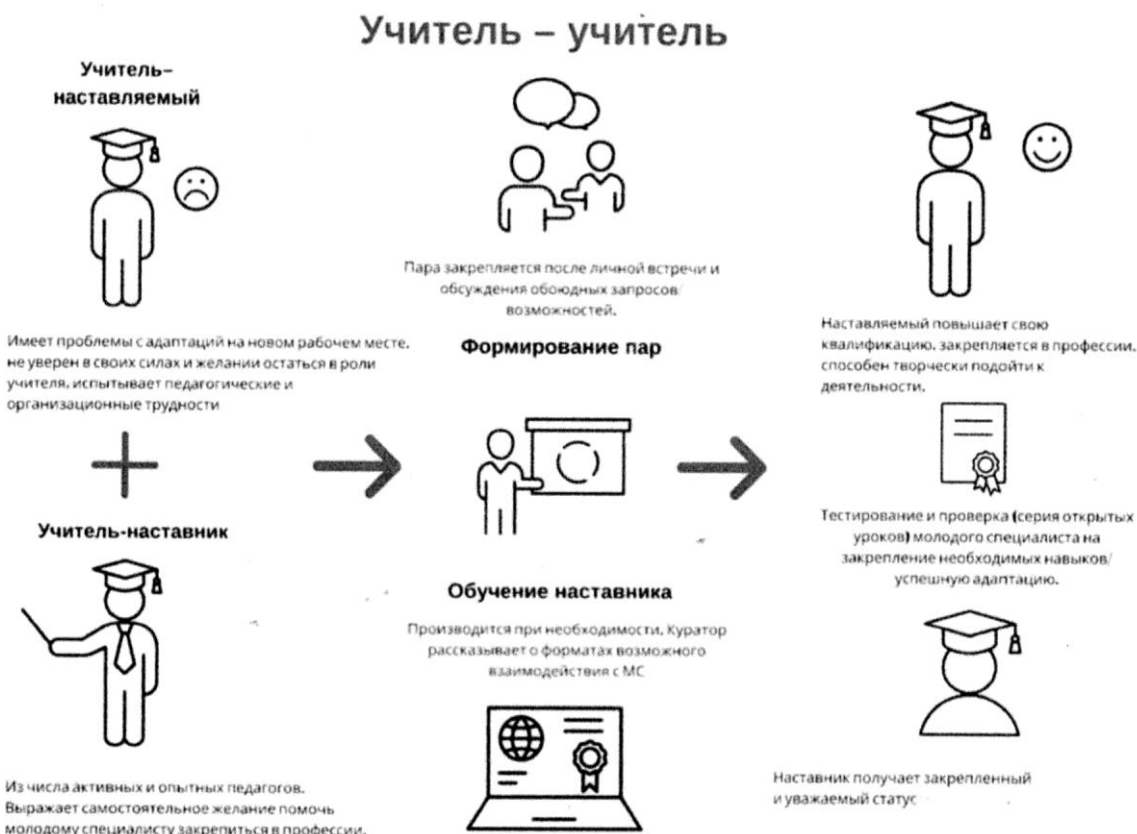 Учитель – учитель
Учитель–
наставляемый
Имеет проблемы с адаптаций на новом рабочем месте.
не уверен в своих силах и желании остаться в роли
учителя. испытывает педагогические и
организационные трудности
Учитель-наставник
Из числа активных и опытных педагогов.
Выражает самостоятельное желание помочь
молодому специалисту закрепиться в профессии.
Пара закрепляется после личной встречи и
обсуждения обоюдных запросов/
возможностей.
Формирование пар
Обучение наставника
Производится при необходимости. Куратор
рассказывает о форматах возможного
взаимодействия с МС
Наставляемый повышает свою
квалификацию. закрепляется в профессии.
способен творчески подойти к
деятельности.
Тестирование и проверка (серия открытых
уроков) молодого специалиста на
закрепление необходимых навыков/
успешную адаптацию.
Наставник получает закрепленный
и уважаемый статус